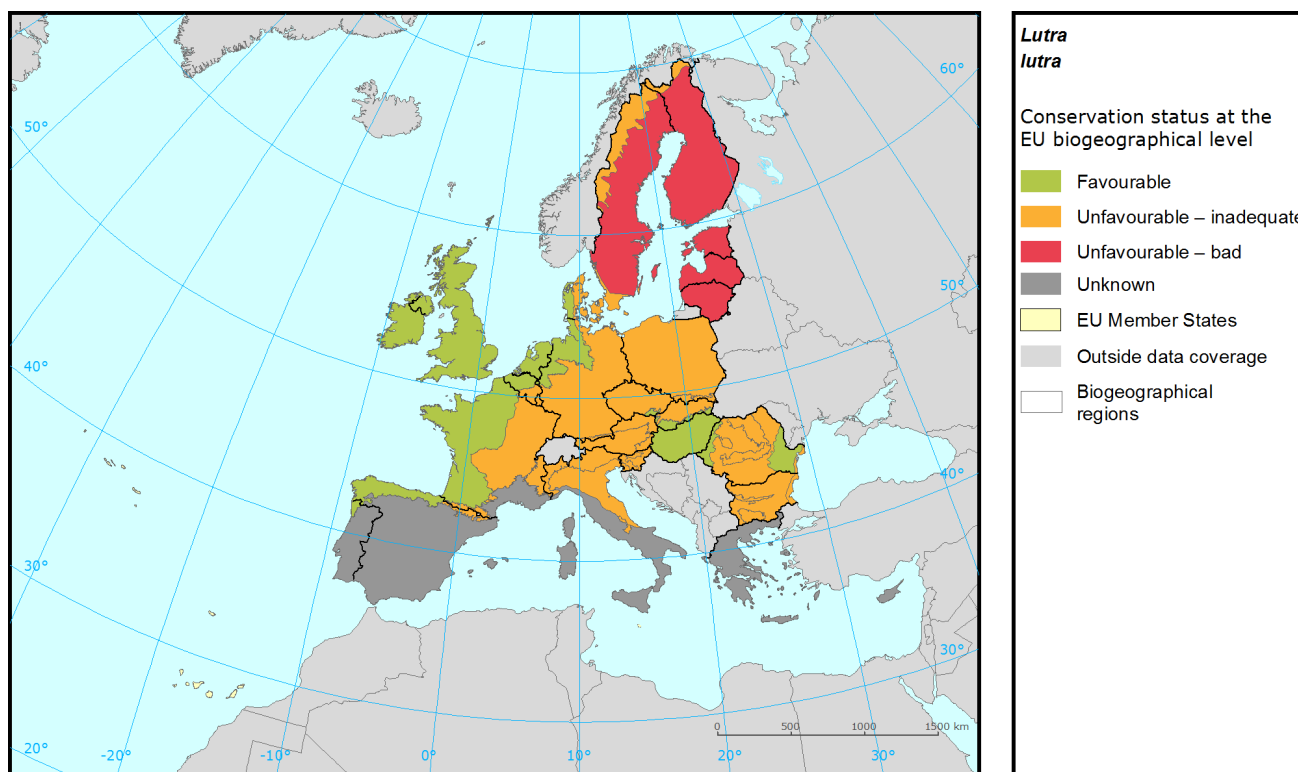 Lutra
lutra
Conservation status at the
EU biogeographical level
Favourable
Unfavourable – inadequate
Unfavourable – bad
Unknown
EU Member States
Outside data coverage
Biogeographical
regions
60°
50°
50°
40°
40°
30°
30°
20°
-20°
-10°
0°
10°
20°
30°
0 500 1000 1500 km